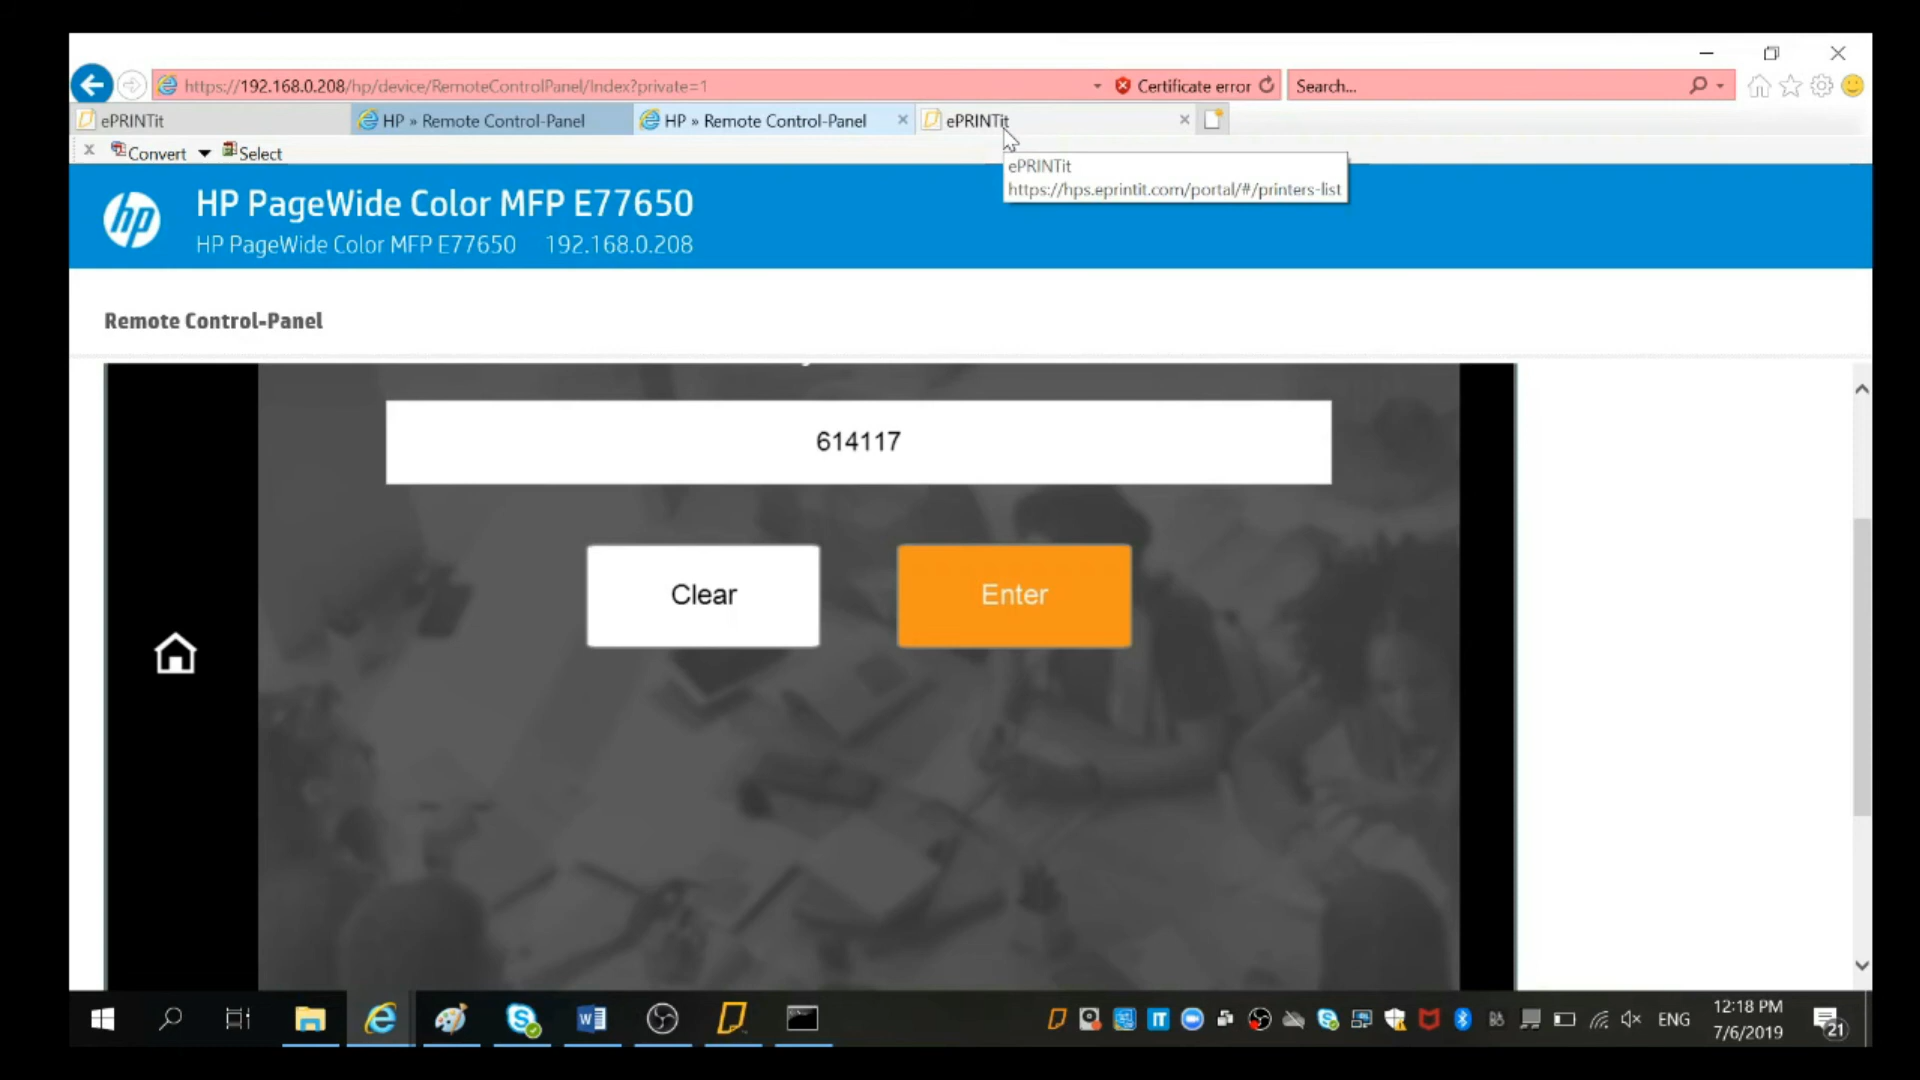 https://192.168.0.208/hp/device/RemoteControlPanel/Index?private=1
Certificate error
Search...
ePRINTit
HP » Remote Control-Panel
HP » Remote Control-Panel
ePRINTit
Convert
Select
ePRINTit
https://hps.eprintit.com/portal/#/printers-list
hp
HP PageWide Color MFP E77650
HP PageWide Color MFP E77650 192.168.0.208
Remote Control-Panel
614117
Clear
Enter
ENG
12:18 PM
7/6/2019
21